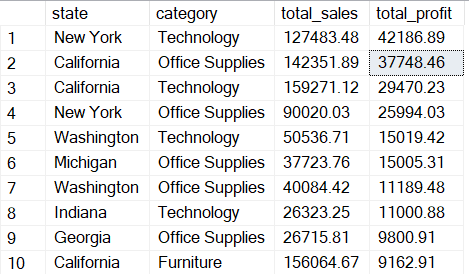 state category total_sales total_profit
1 New York Technology 127483.48 42186.89
2 California Office Supplies 142351.89 37748.46
3 California Technology 159271.12 29470.23
4 New York Office Supplies 90020.03 25994.03
5 Washington Technology 50536.71 15019.42
6 Michigan Office Supplies 37723.76 15005.31
7 Washington Office Supplies 40084.42 11189.48
8 Indiana Technology 26323.25 11000.88
9 Georgia Office Supplies 26715.81 9800.91
10 California Furniture 156064.67 9162.91